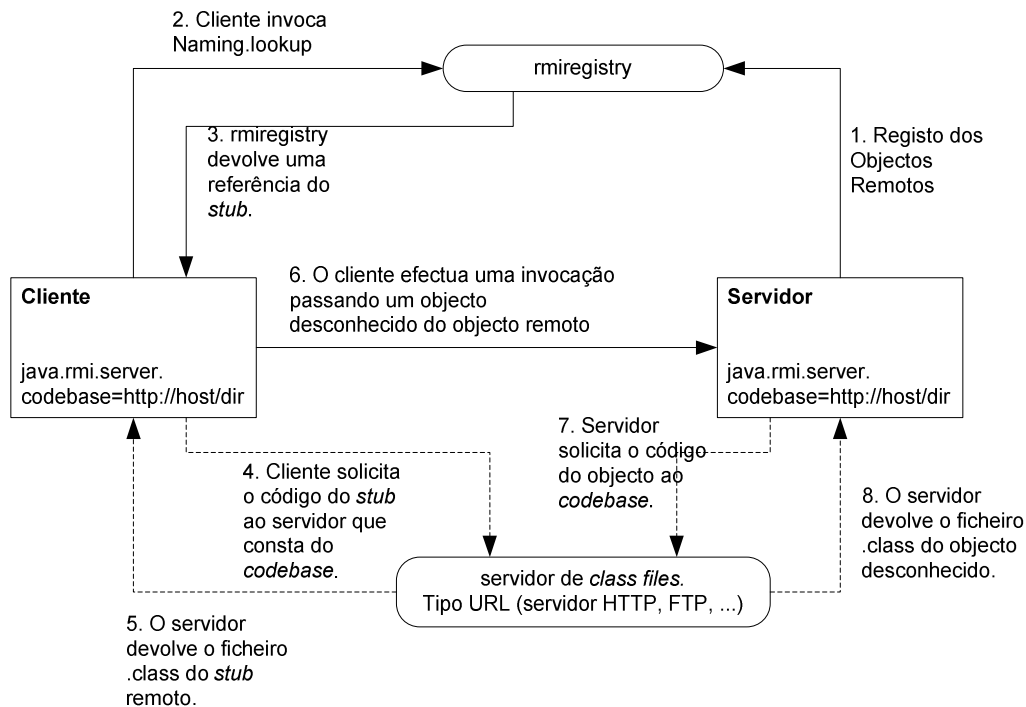 2. Cliente invoca
Naming.lookup
rmiregistry
3. rmiregistry
devolve uma
referência do
stub.
1. Registo dos
Objectos
Remotos
Cliente
java.rmi.server.
codebase=http://host/dir
6. O cliente efectua uma invocação
passando um objecto
desconhecido do objecto remoto
Servidor
java.rmi.server.
codebase=http://host/dir
4. Cliente solicita
o código do stub
ao servidor que
consta do
codebase.
7. Servidor
solicita o código
do objecto ao
codebase.
8. O servidor
devolve o ficheiro
.class do objecto
desconhecido.
servidor de class files.
Tipo URL (servidor HTTP, FTP, ...)
5. O servidor
devolve o ficheiro
.class do stub
remoto.